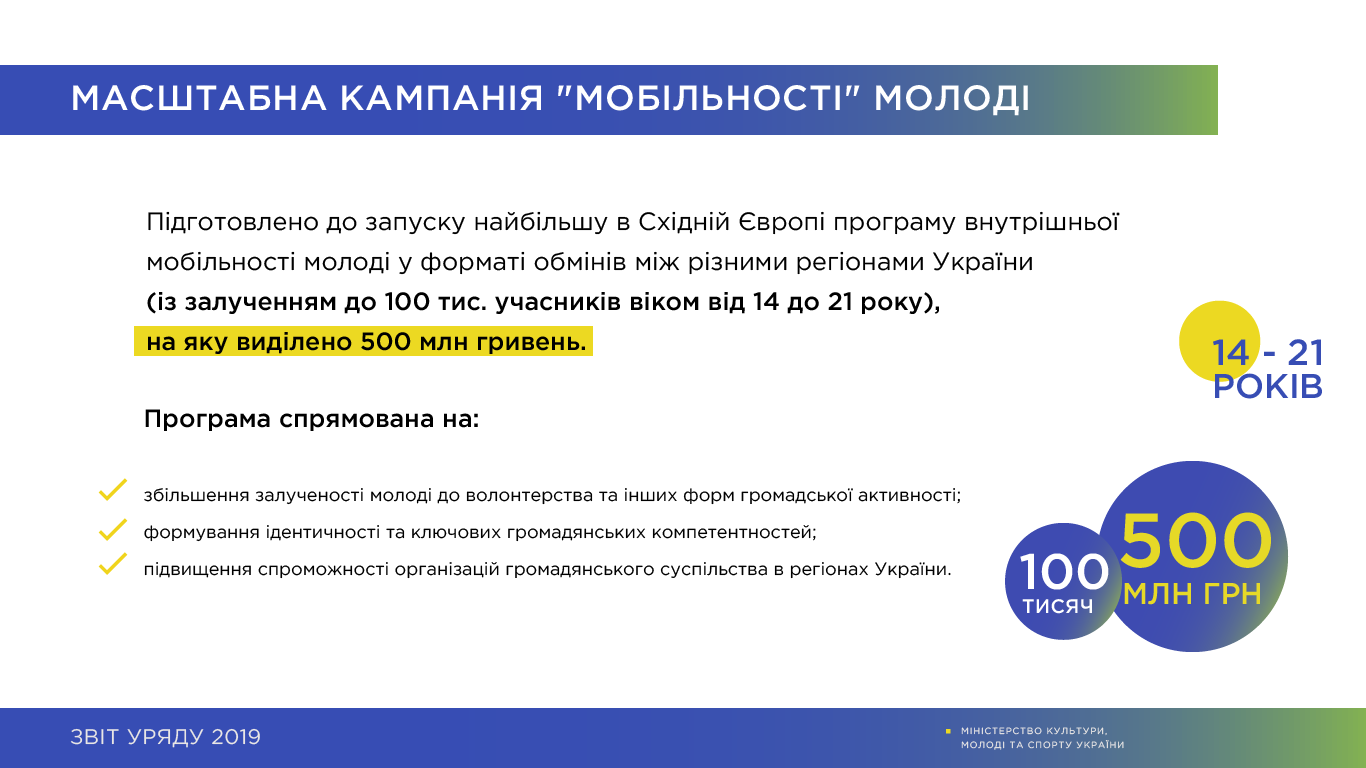 МАСШТАБНА КАМПАНІЯ "МОБІЛЬНОСТІ" МОЛОДІ
Підготовлено до запуску найбільшу в Східній Європі програму внутрішньої
мобільності молоді у форматі обмінів між різними регіонами України
(із залученням до 100 тис. учасників віком від 14 до 21 року),
на яку виділено 500 млн гривень.
14 - 21
РОКІВ
Програма спрямована на:
збільшення залученості молоді до волонтерства та інших форм громадської активності;
формування ідентичності та ключових громадянських компетентностей;
підвищення спроможності організацій громадянського суспільства в регіонах України.
100
ТИСЯЧ
500
МЛН ГРН
ЗВІТ УРЯДУ 2019
МІНІСТЕРСТВО КУЛЬТУРИ,
МОЛОДІ ТА СПОРТУ УКРАЇНИ